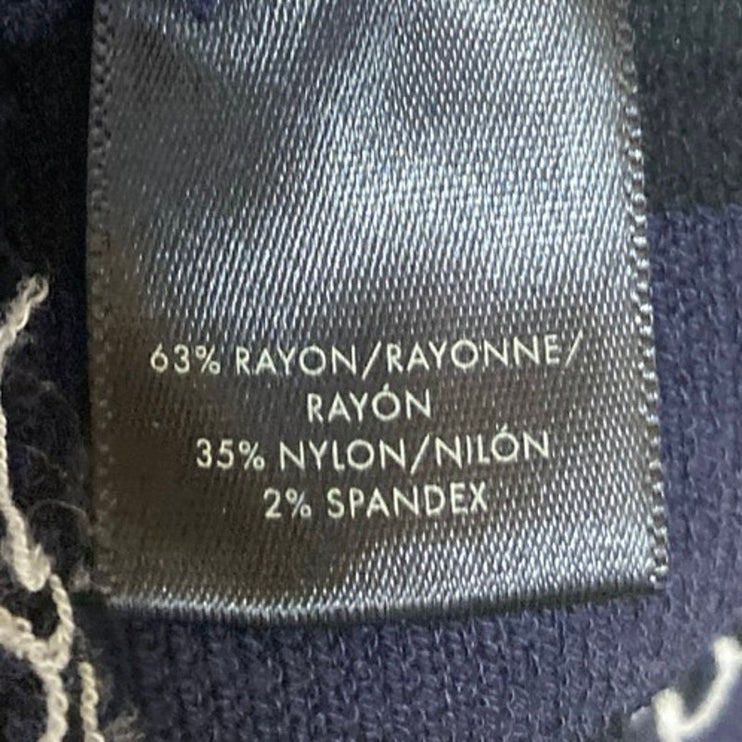 63% RAYON/RAYONNE/
RAYÓN
35% NYLON/NILÓN
2% SPANDEX